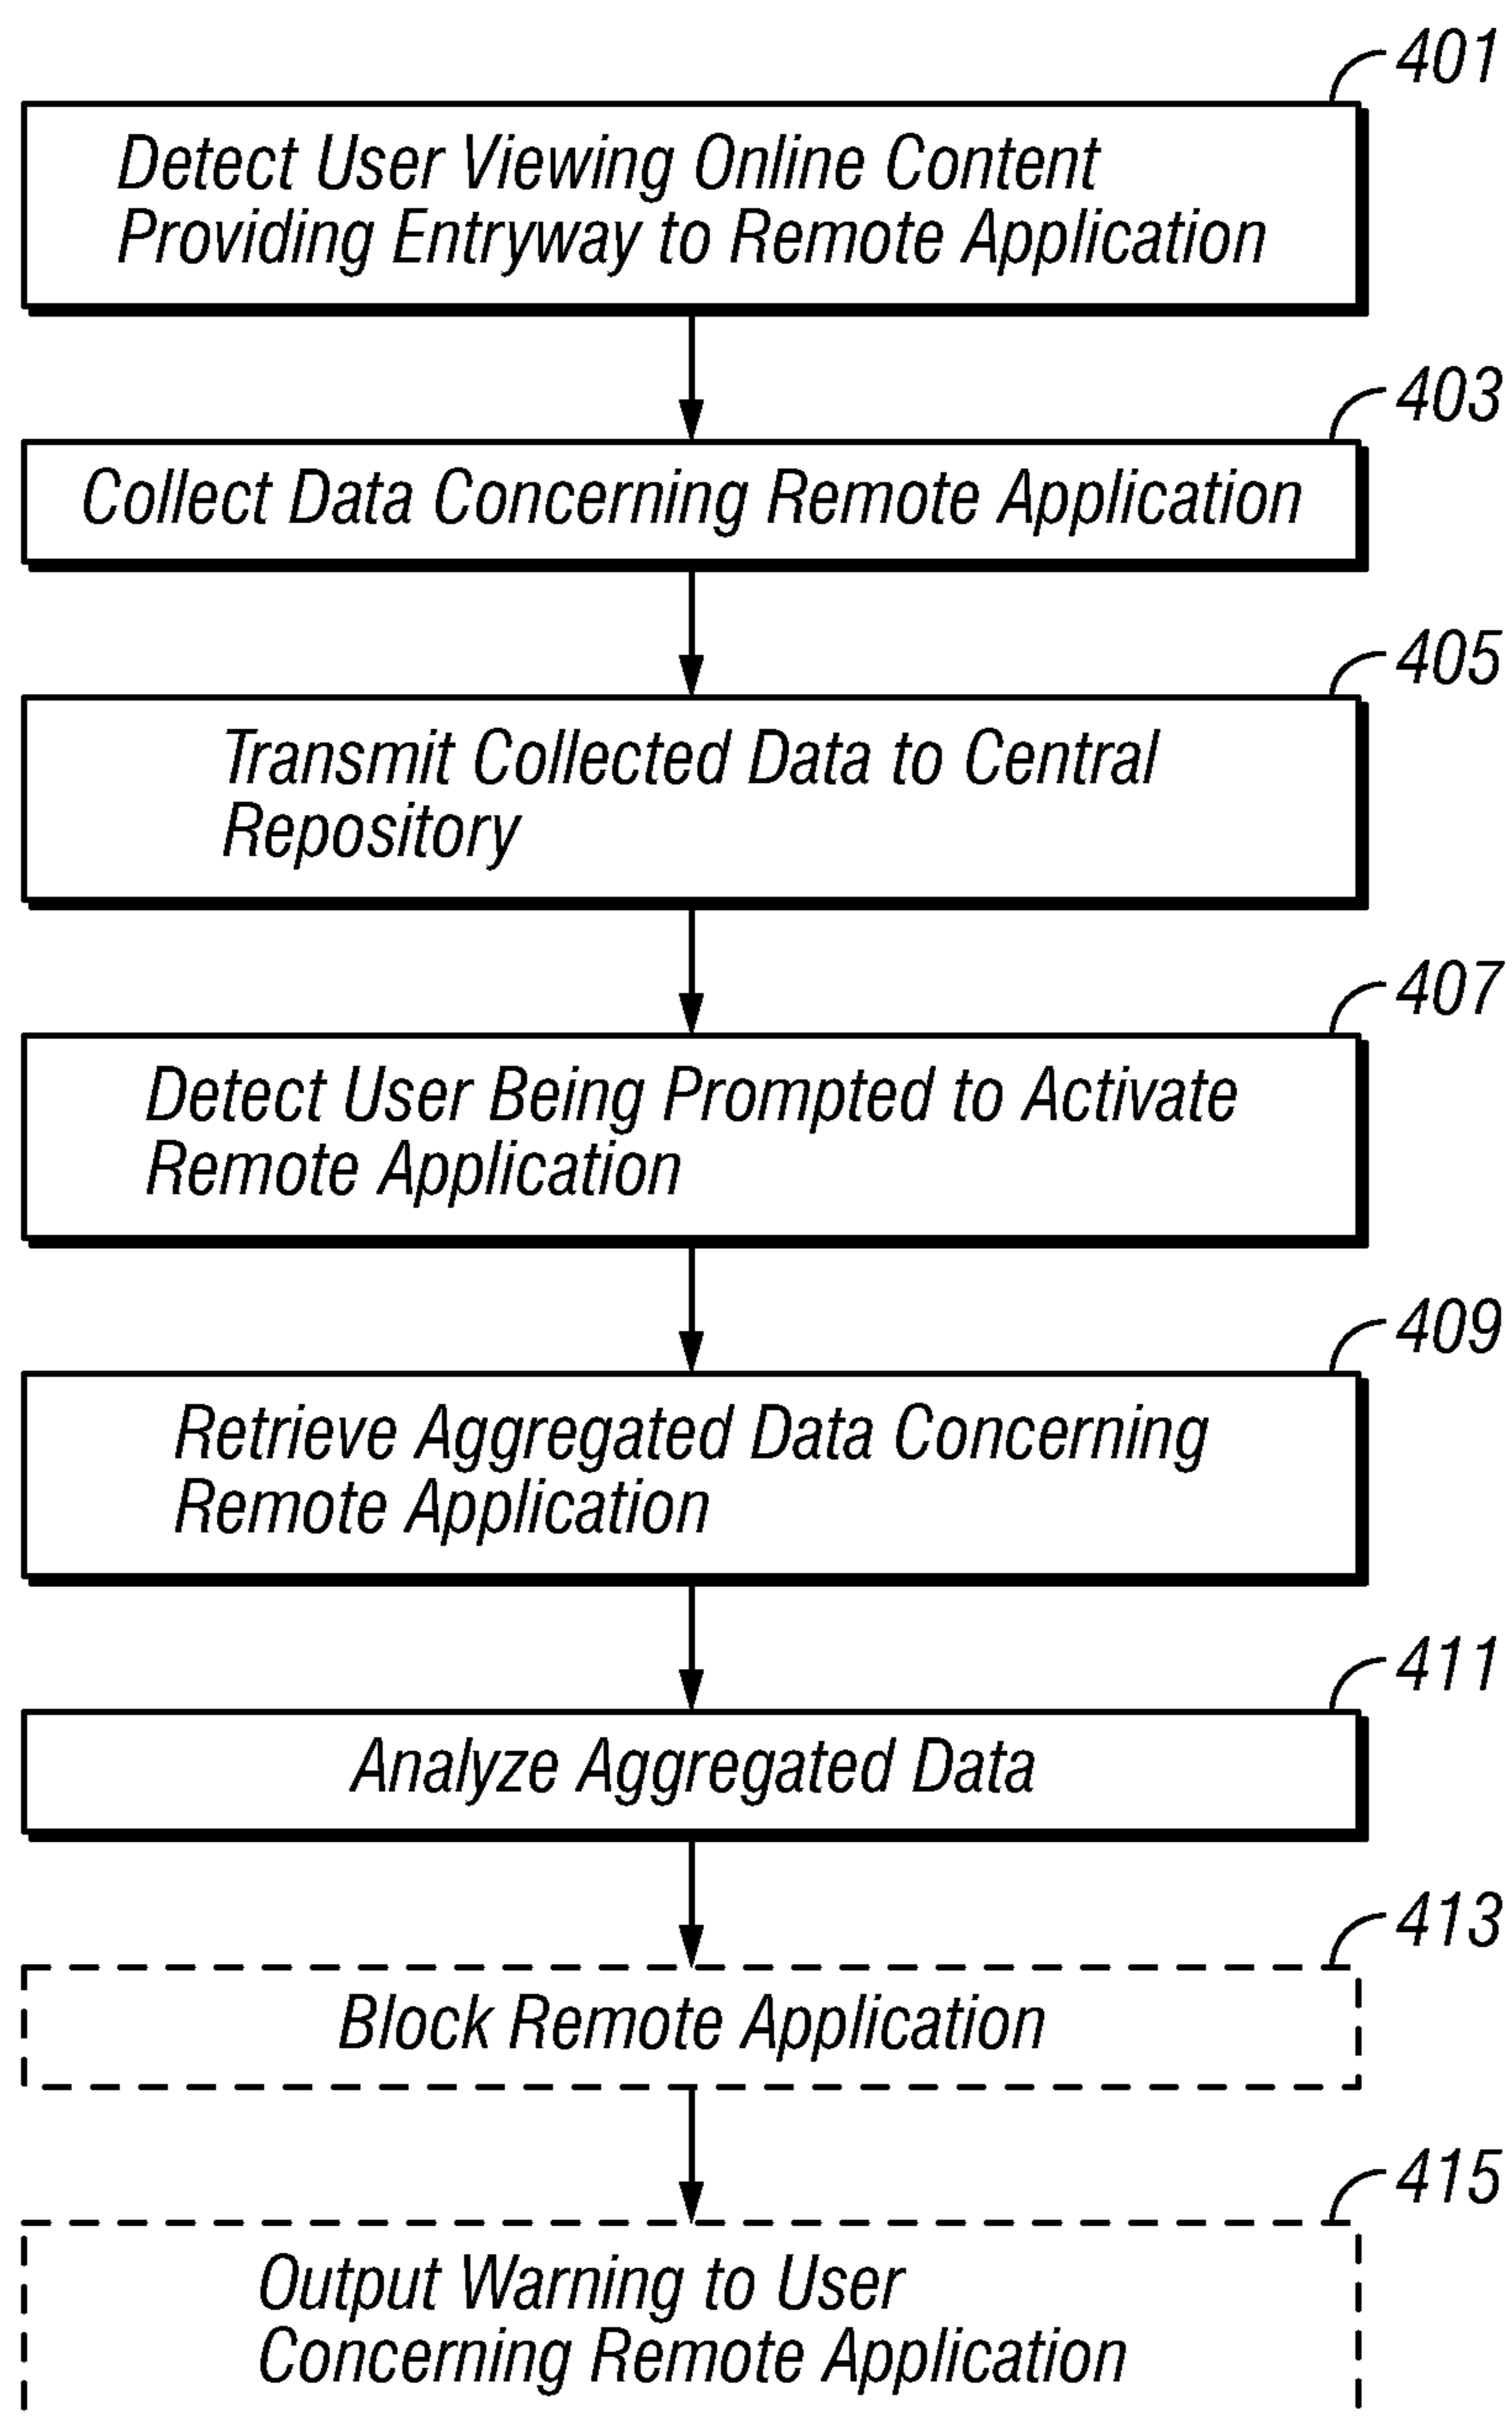 401
Detect User Viewing Online Content
Providing Entryway to Remote Application
403
Collect Data Concerning Remote Application
405
Transmit Collected Data to Central
Repository
407
Detect User Being Prompted to Activate
Remote Application
409
Retrieve Aggregated Data Concerning
Remote Application
411
Analyze Aggregated Data
413
Block Remote Application
415
Output Warning to User
Concerning Remote Application